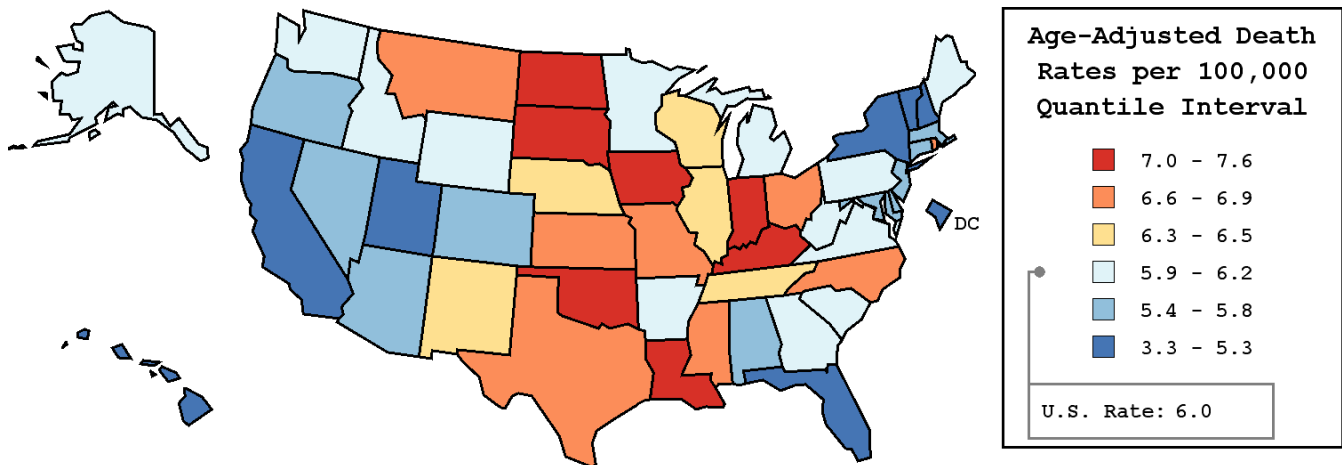 Age-Adjusted Death
Rates per 100,000
Quantile Interval
7.0 - 7.6
6.6 - 6.9
6.3 - 6.5
5.9 - 6.2
5.4 - 5.8
3.3 - 5.3
U.S. Rate: 6.0
DC